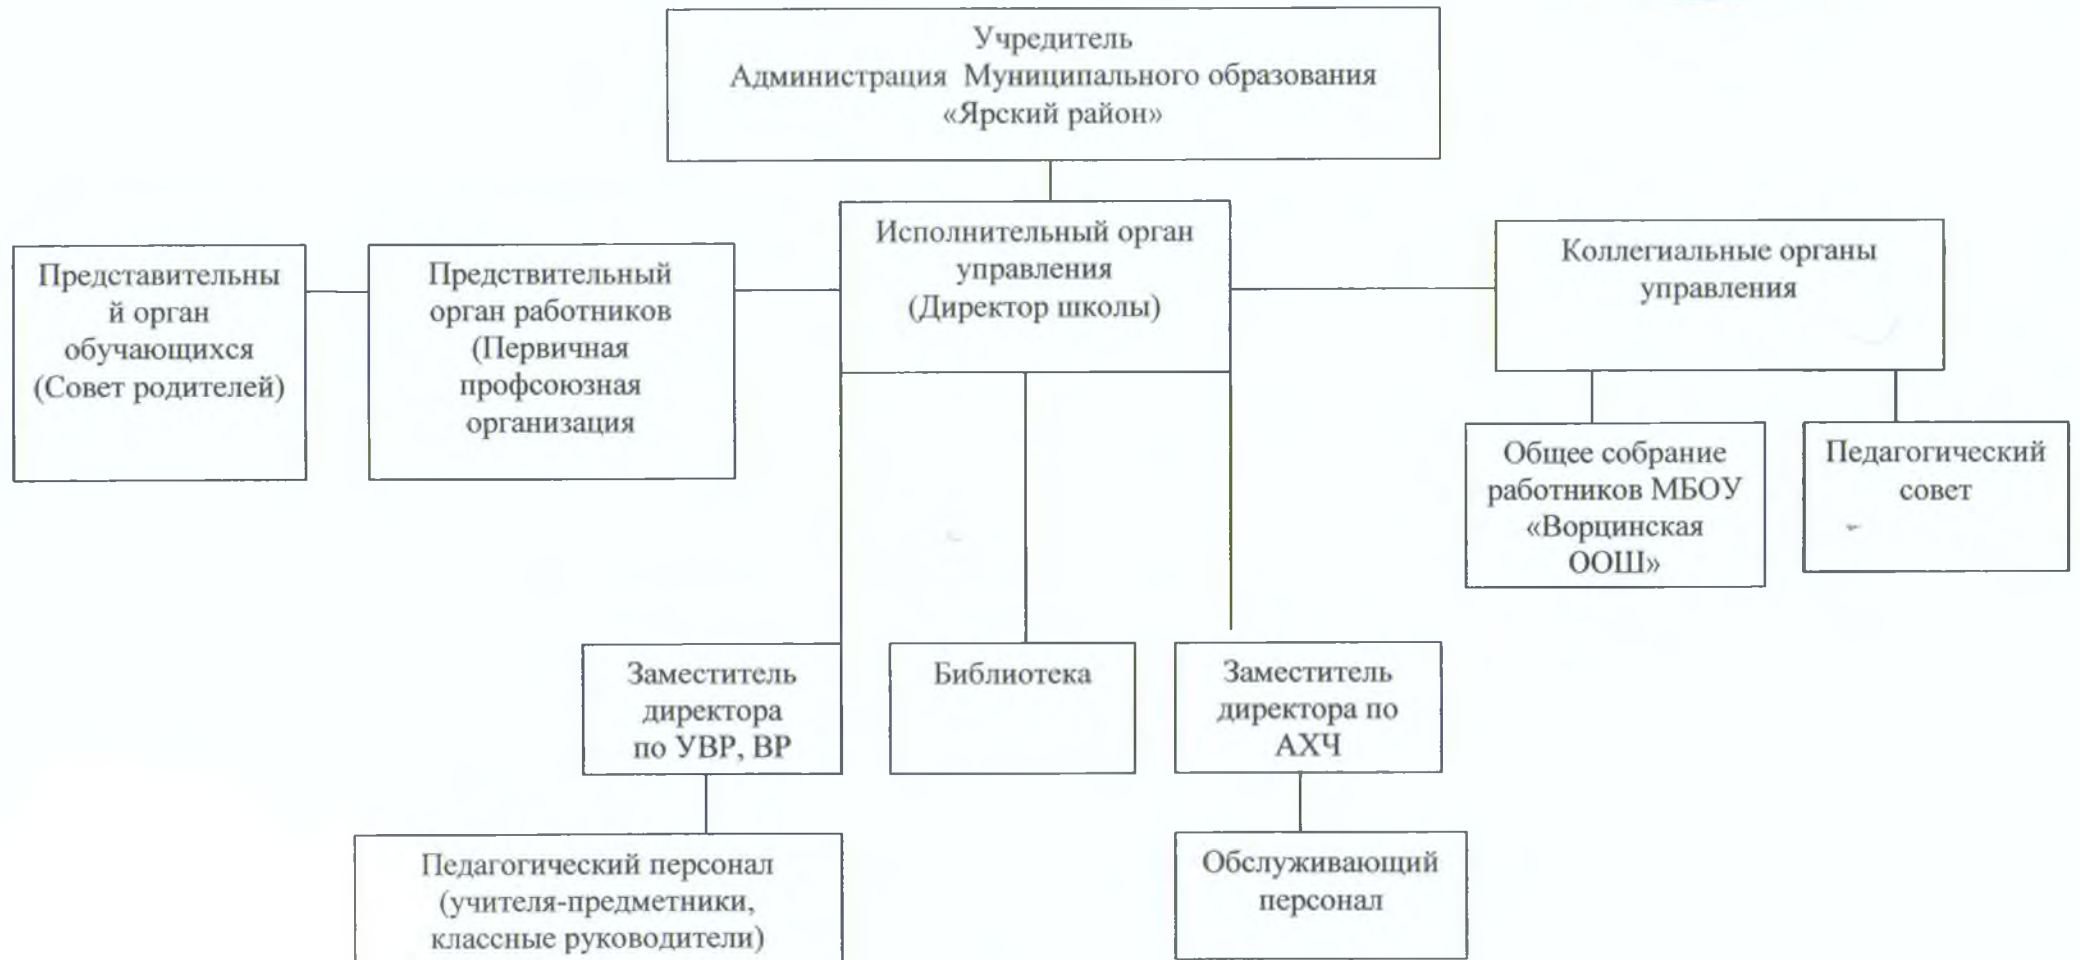 Учредитель
Администрация Муниципального образования
«Ярский район»
Представительны
й орган
обучающихся
(Совет родителей)
Предствительный
орган работников
(Первичная
профсоюзная
организация
Исполнительный орган
управления
(Директор школы)
Коллегиальные органы
управления
Общее собрание
работников МБОУ
«Ворцинская
ООШ»
Педагогический
совет
Заместитель
директора
по УВР, ВР
Библиотека
Заместитель
директора по
АХЧ
Педагогический персонал
(учителя-предметники,
классные руководители)
Обслуживающий
персонал